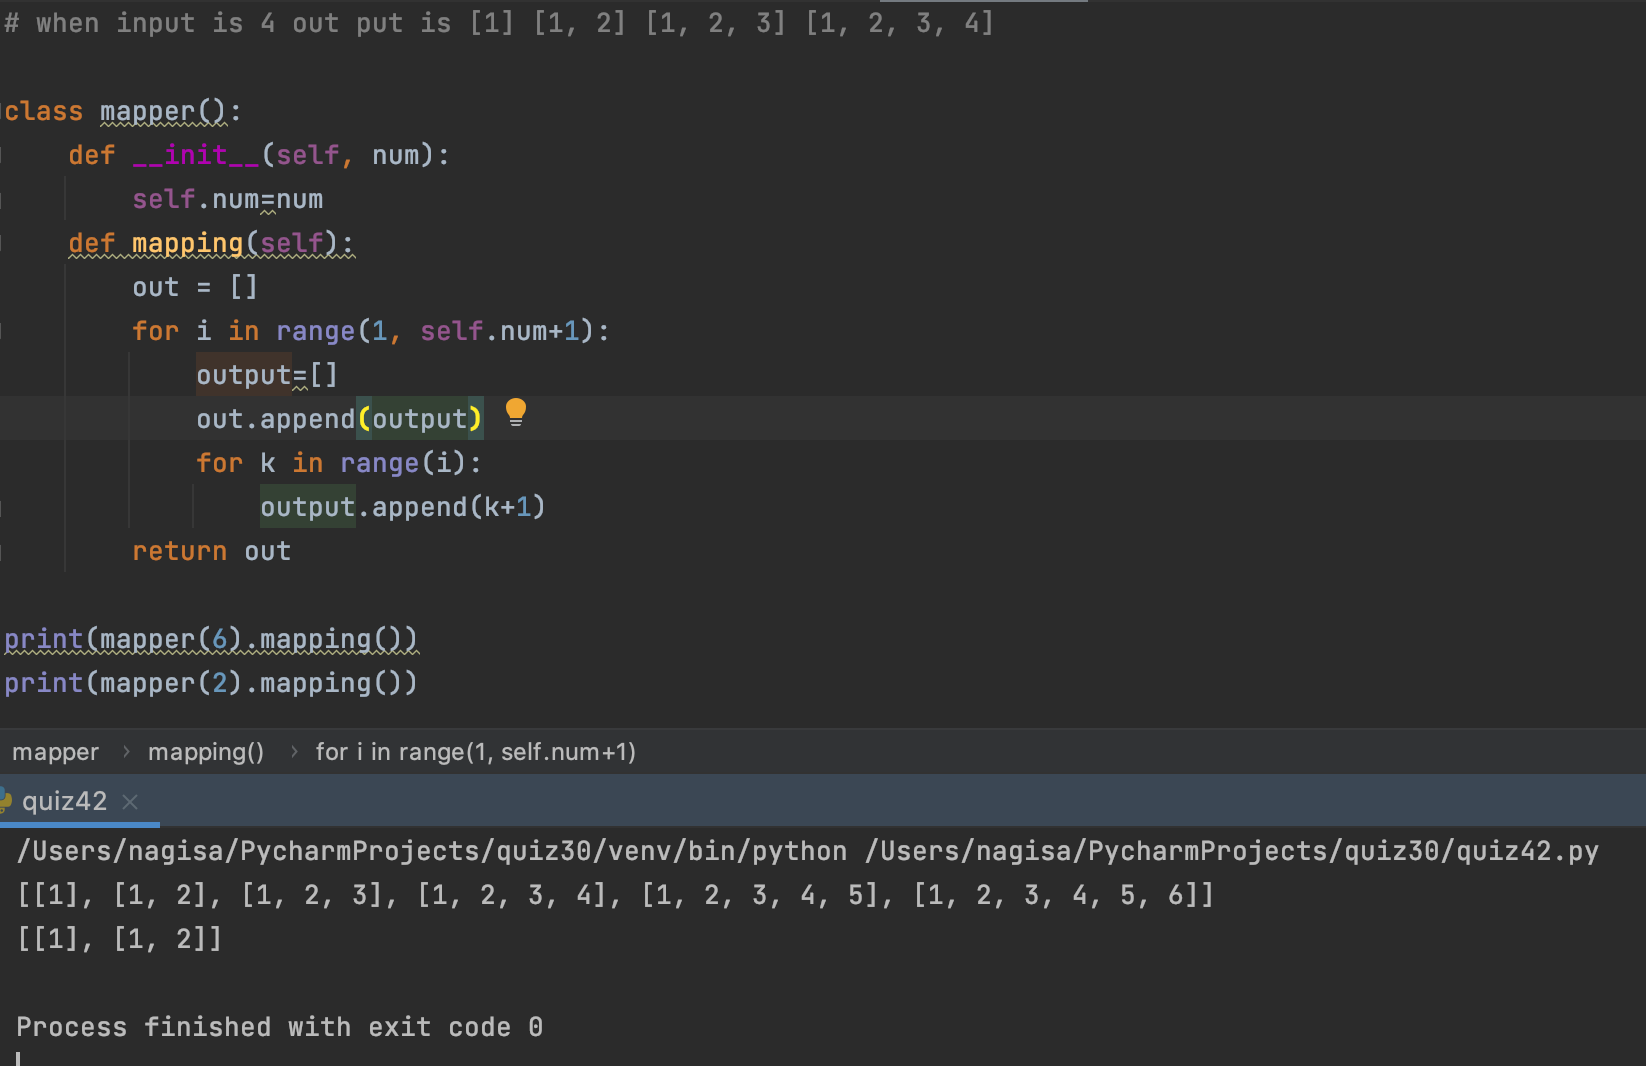 # when input is 4 out put is [1] [1, 2] [1, 2, 3] [1, 2, 3, 4]
class mapper():
    def __init__(self, num):
        self.num=num
    def mapping(self):
        out = []
        for i in range(1, self.num+1):
            output=[]
            out.append(output)
            for k in range(i):
                output.append(k+1)
        return out
print(mapper(6).mapping())
print(mapper(2).mapping())
mapper › mapping() › for i in range(1, self.num+1)
quiz42 ×
/Users/nagisa/PycharmProjects/quiz30/venv/bin/python /Users/nagisa/PycharmProjects/quiz30/quiz42.py
[[1], [1, 2], [1, 2, 3], [1, 2, 3, 4], [1, 2, 3, 4, 5], [1, 2, 3, 4, 5, 6]]
[[1], [1, 2]]
Process finished with exit code 0